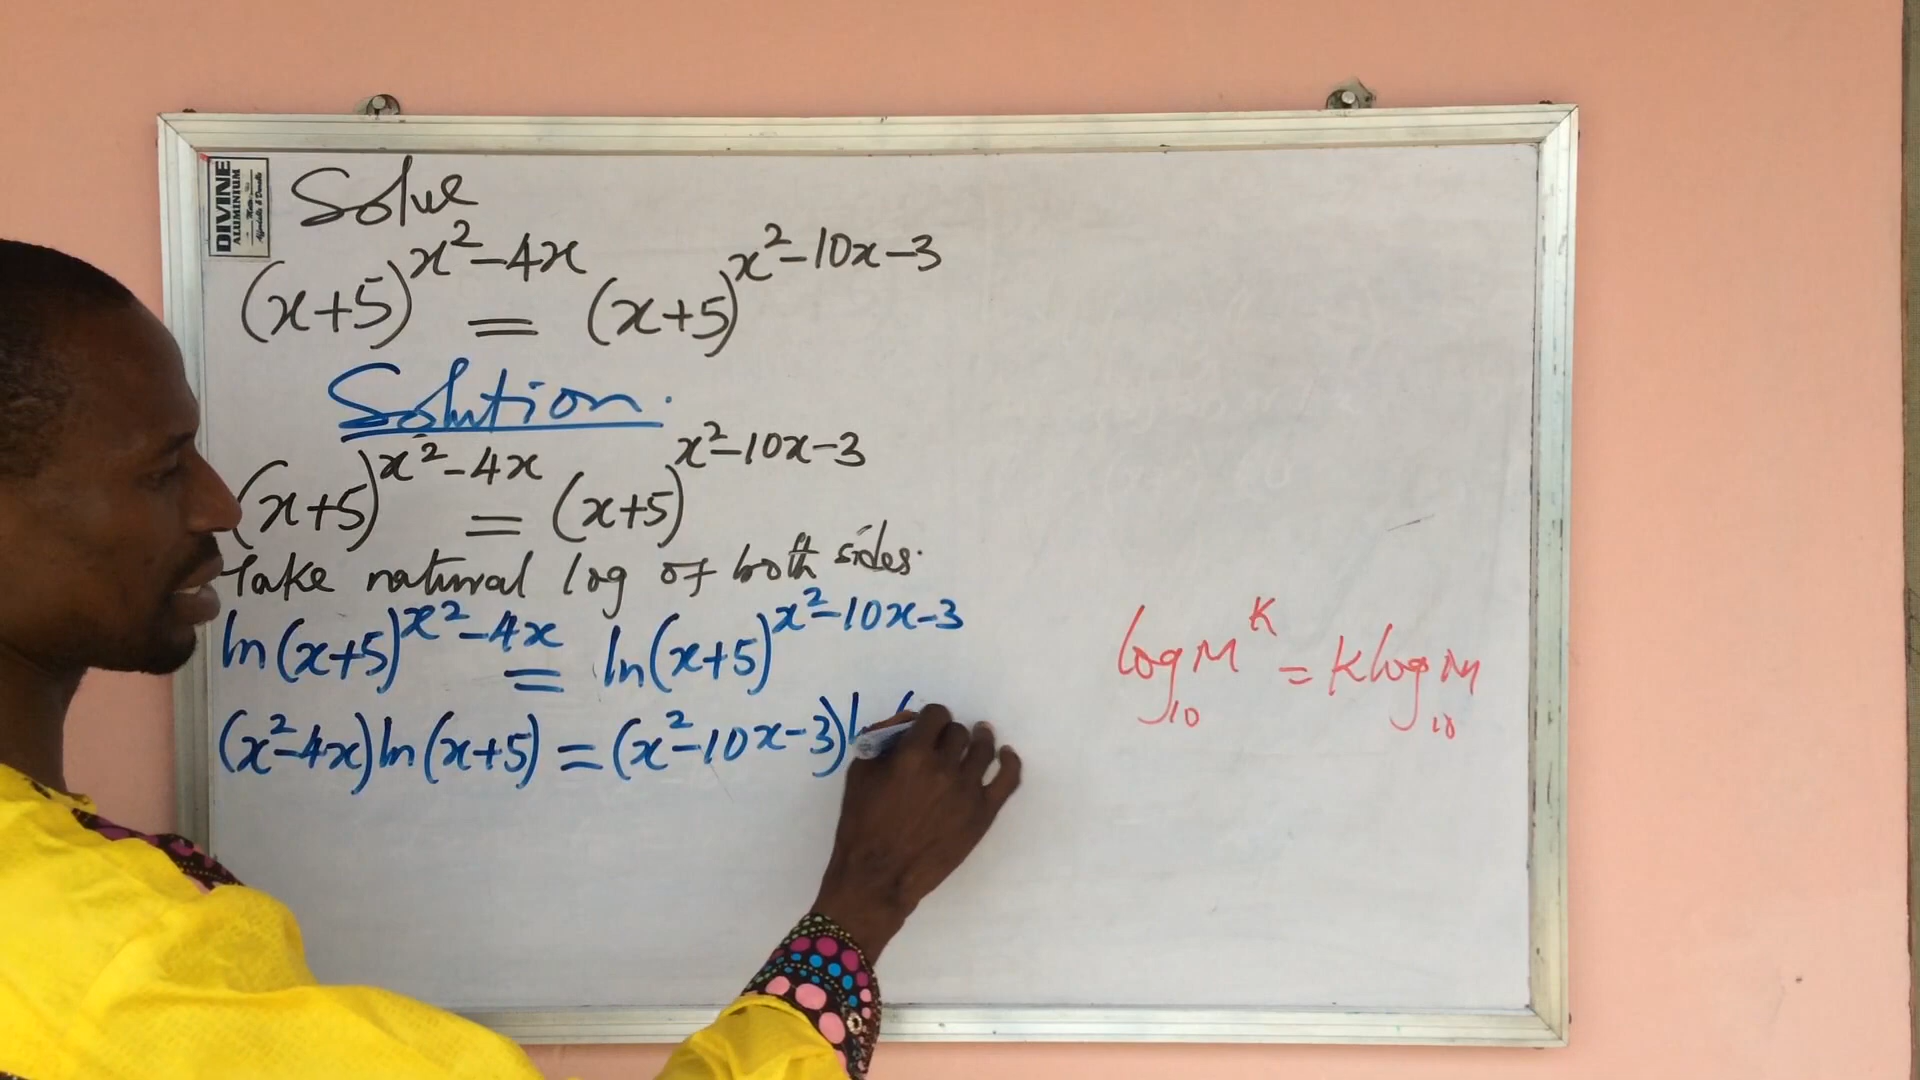 DIVINE
ALUMINIUM
Solve
(x+5)^x²-4x = (x+5)^x²-10x-3
Solution.
(x+5)^x²-4x = (x+5)^x²-10x-3
Take natural log of both sides.
ln(x+5)^x²-4x = ln(x+5)^x²-10x-3
(x²-4x)ln(x+5) = (x²-10x-3)ln(
log₁₀M^K = Klog₁₀M